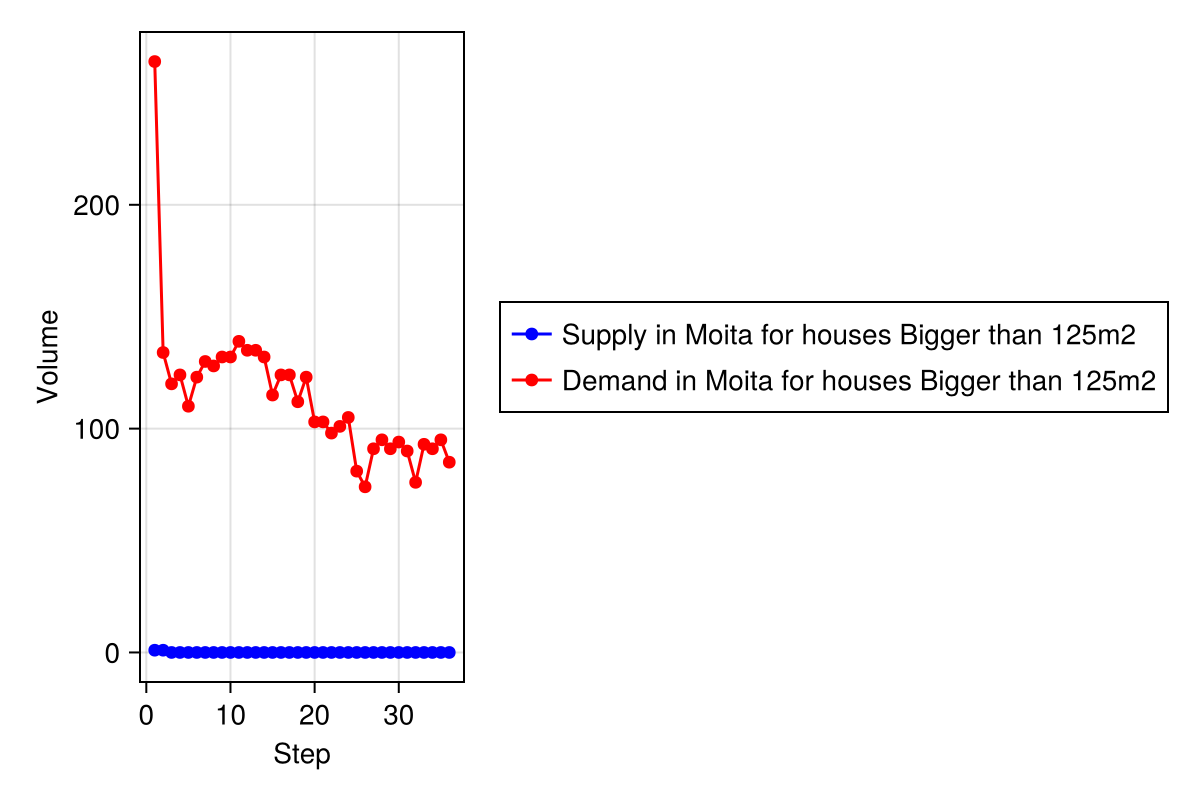 200
100
0
0 10 20 30
Volume
Step
Supply in Moita for houses Bigger than 125m2
Demand in Moita for houses Bigger than 125m2